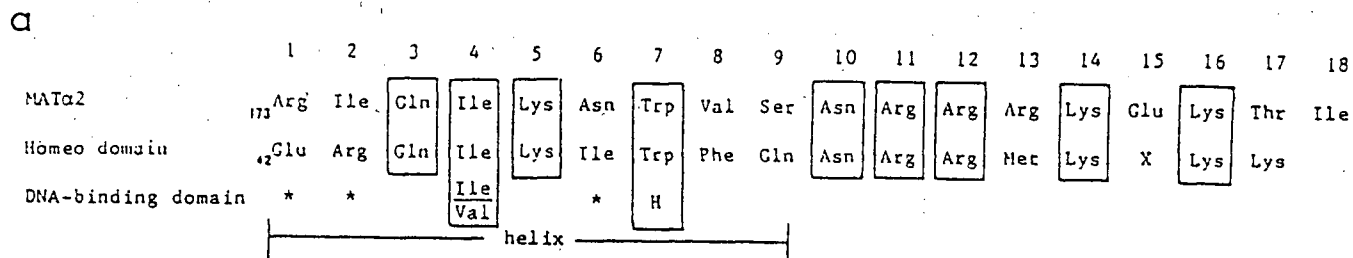 a
1 2 3 4 5 6 7 8 9 10 11 12 13 14 15 16 17 18
MATα2 173Arg Ile Gln Ile Lys Asn Trp Val Ser Asn Arg Arg Arg Lys Glu Lys Thr Ile
Homeo domain 42Glu Arg Gln Ile Lys Ile Trp Phe Gln Asn Arg Arg Met Lys X Lys Lys
DNA-binding domain * * Ile * H
Val
helix